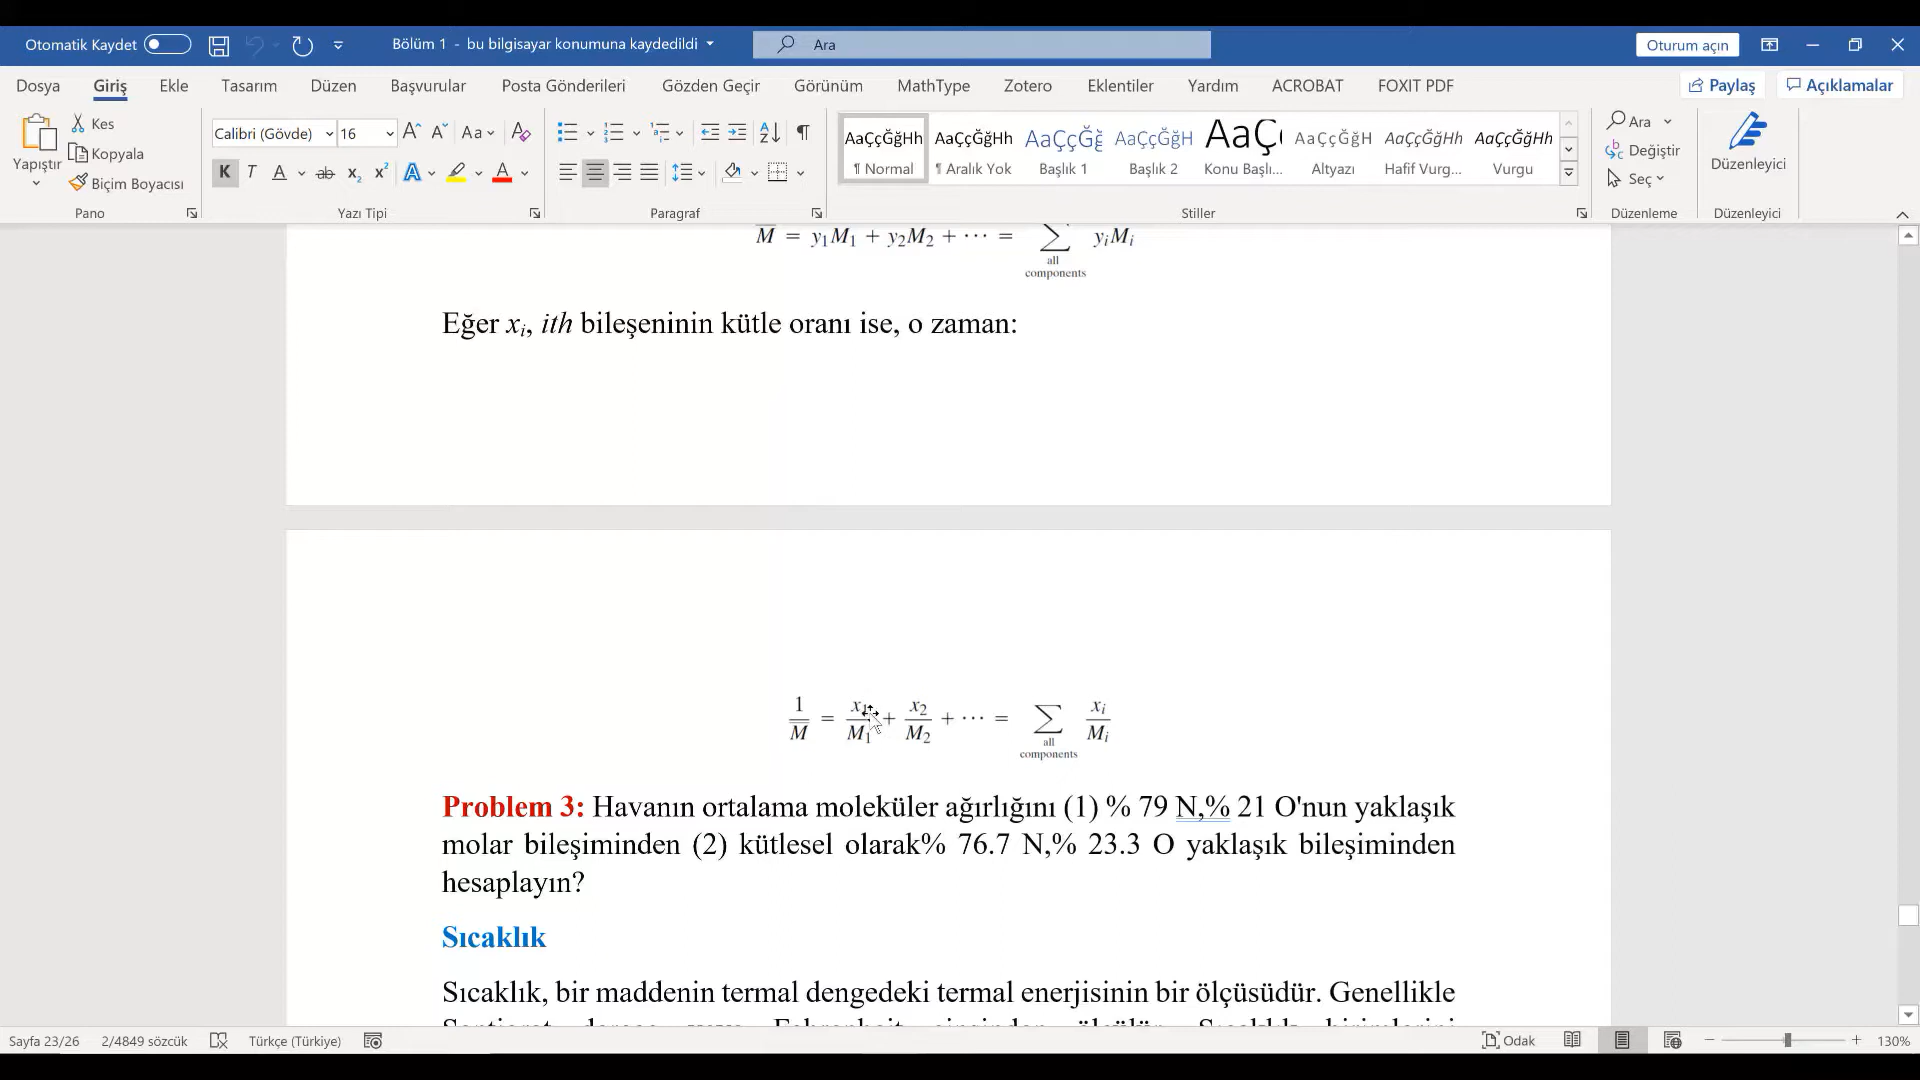 Otomatik Kaydet
Bölüm 1 - bu bilgisayar konumuna kaydedildi
Ara
Oturum açın
Dosya Giriş Ekle Tasarım Düzen Başvurular Posta Gönderileri Gözden Geçir Görünüm MathType Zotero Eklentiler Yardım ACROBAT FOXIT PDF
Paylaş Açıklamalar
Yapıştır
Kes
Kopyala
Biçim Boyacısı
Pano
Calibri (Gövde) 16
Yazı Tipi
Paragraf
AaÇçĞğHh ¶ Normal
AaÇçĞğHh ¶ Aralık Yok
AaÇçĞğ Başlık 1
AaÇçĞğH Başlık 2
AaÇç Konu Başlı...
AaÇçĞğH Altyazı
AaÇçĞğHh Hafif Vurg...
AaÇçĞğHh Vurgu
Stiller
Ara
Değiştir
Seç
Düzenleme
Düzenleyici
Düzenleyici
M = y1M1 + y2M2 + ··· = ∑ yiMi
all
components
Eğer xi, ith bileşeninin kütle oranı ise, o zaman:
1/M = x1/M1 + x2/M2 + ··· = ∑ xi/Mi
all
components
Problem 3: Havanın ortalama moleküler ağırlığını (1) % 79 N,% 21 O'nun yaklaşık
molar bileşiminden (2) kütlesel olarak% 76.7 N,% 23.3 O yaklaşık bileşiminden
hesaplayın?
Sıcaklık
Sıcaklık, bir maddenin termal dengedeki termal enerjisinin bir ölçüsüdür. Genellikle
Sayfa 23/26 2/4849 sözcük Türkçe (Türkiye)
Odak
130%